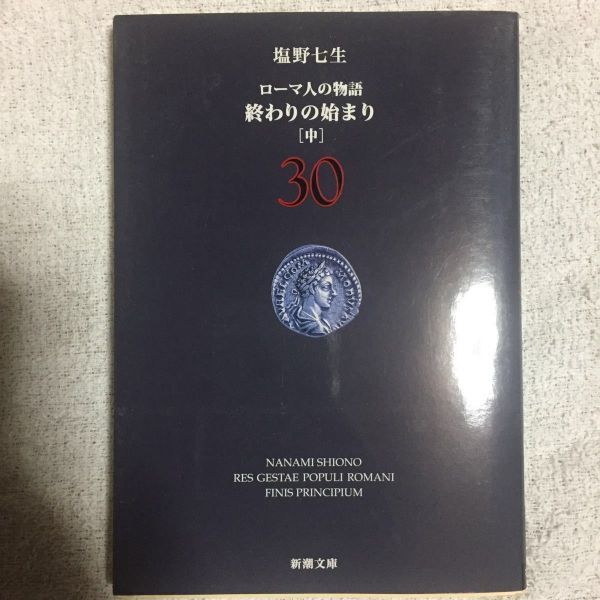 塩野七生
ローマ人の物語
終わりの始まり
[中]
30
NANAMI SHIONO
RES GESTAE POPULI ROMANI
FINIS PRINCIPIUM
新潮文庫